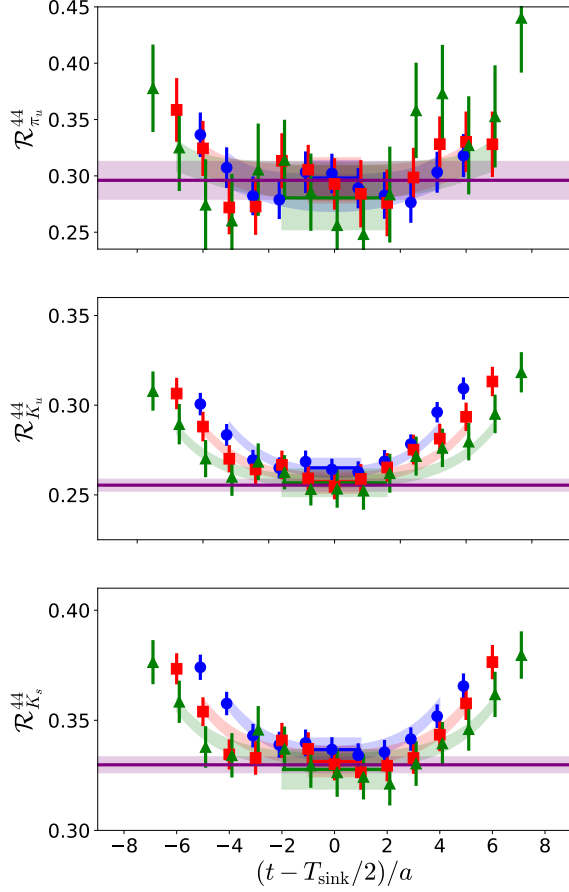 0.45
0.40
0.35
0.30
0.25
$\mathcal{R}^{44}_{\pi_u}$
0.35
0.30
0.25
$\mathcal{R}^{44}_{K_u}$
0.40
0.35
0.30
$\mathcal{R}^{44}_{K_s}$
−8 −6 −4 −2 0 2 4 6 8
$(t - T_{\mathrm{sink}}/2)/a$